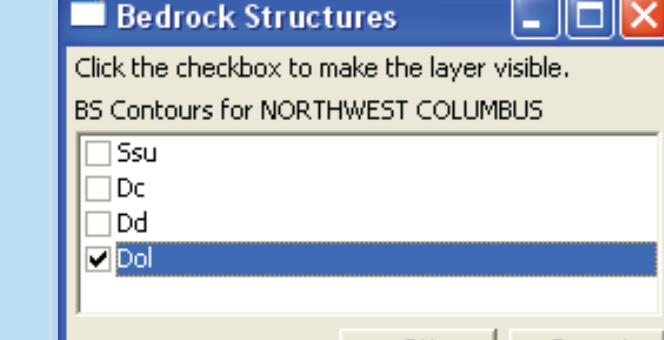 Bedrock Structures
Click the checkbox to make the layer visible.
BS Contours for NORTHWEST COLUMBUS
Ssu
Dc
Dd
Dol